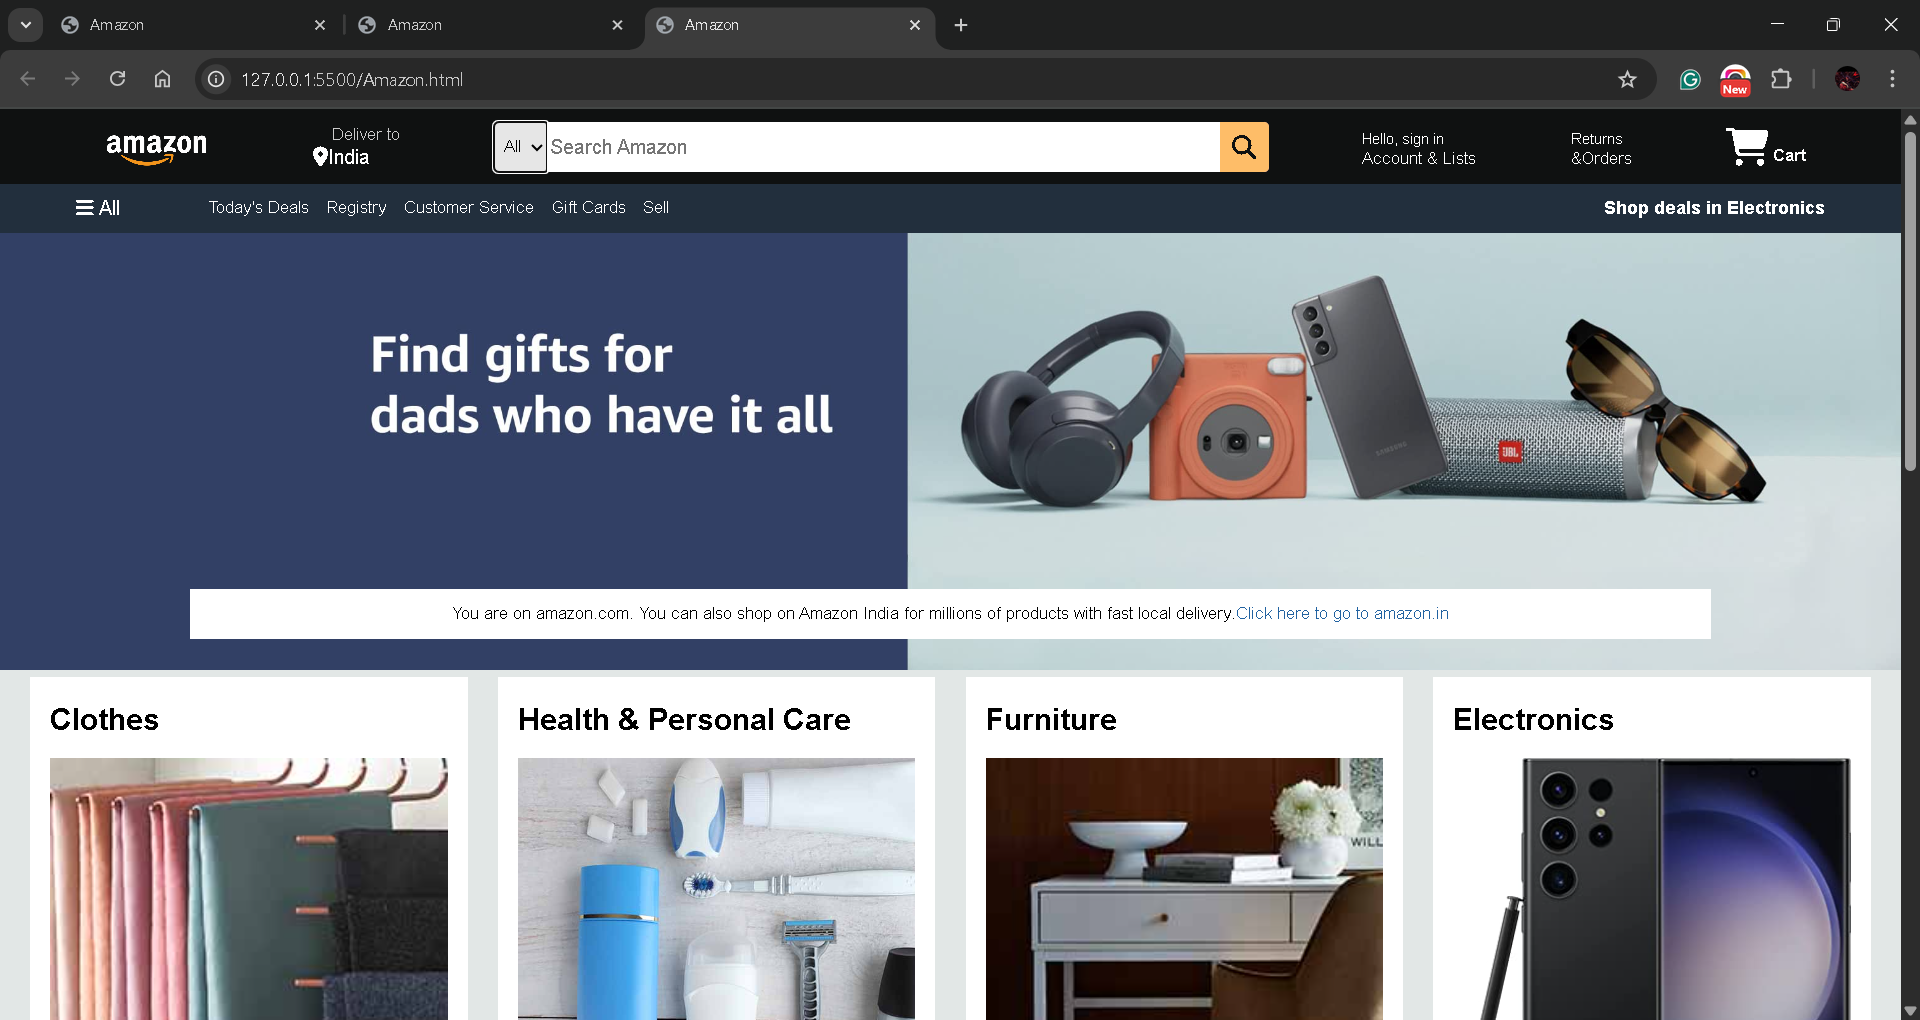 Amazon
Amazon
Amazon
127.0.0.1:5500/Amazon.html
New
amazon
Deliver to
India
All
Search Amazon
Hello, sign in
Account & Lists
Returns
&Orders
Cart
All
Today's Deals
Registry
Customer Service
Gift Cards
Sell
Shop deals in Electronics
Find gifts for
dads who have it all
SAMSUNG
JBL
You are on amazon.com. You can also shop on Amazon India for millions of products with fast local delivery.Click here to go to amazon.in
Clothes
Health & Personal Care
Furniture
Electronics
WILL